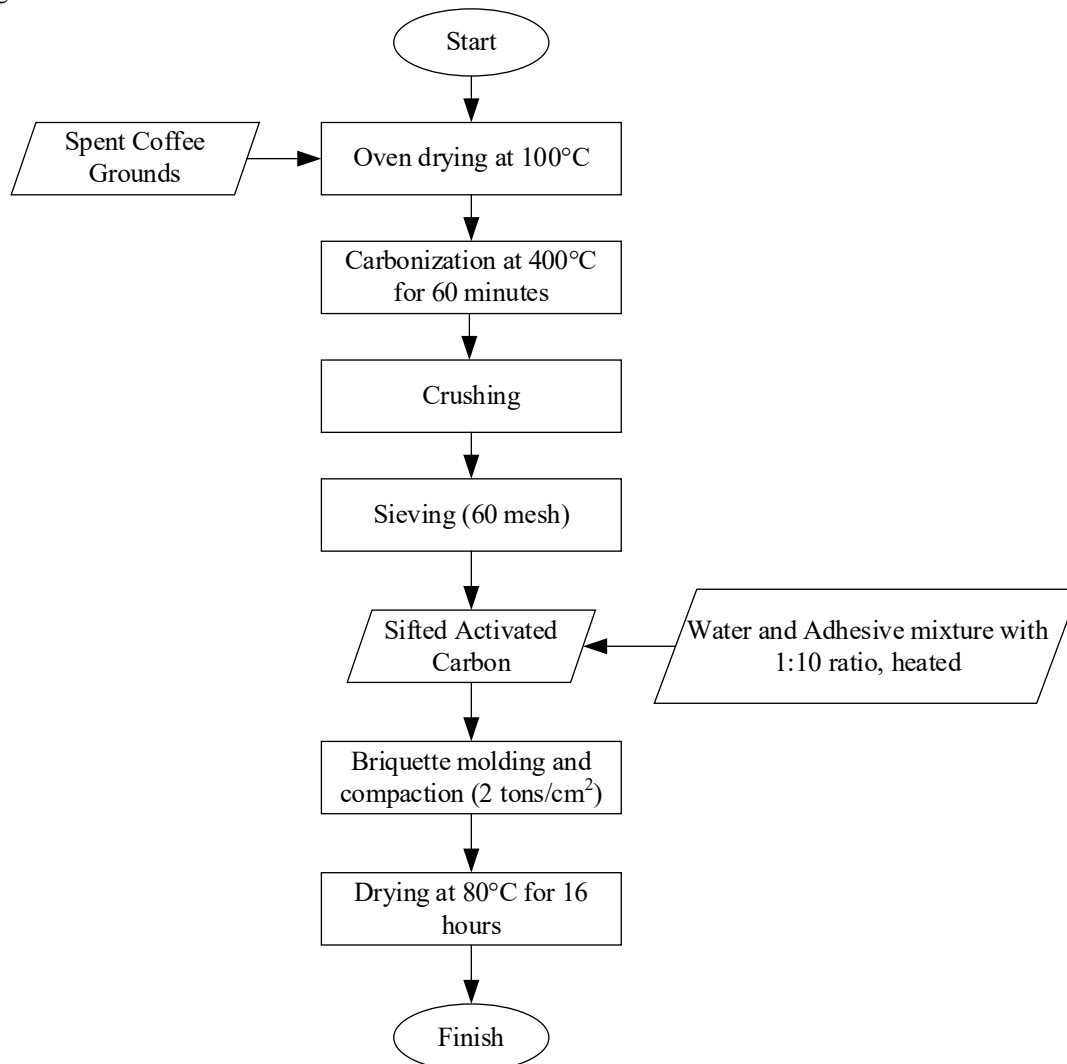 Start
Spent Coffee
Grounds
Oven drying at 100°C
Carbonization at 400°C
for 60 minutes
Crushing
Sieving (60 mesh)
Sifted Activated
Carbon
Water and Adhesive mixture with
1:10 ratio, heated
Briquette molding and
compaction (2 tons/cm²)
Drying at 80°C for 16
hours
Finish